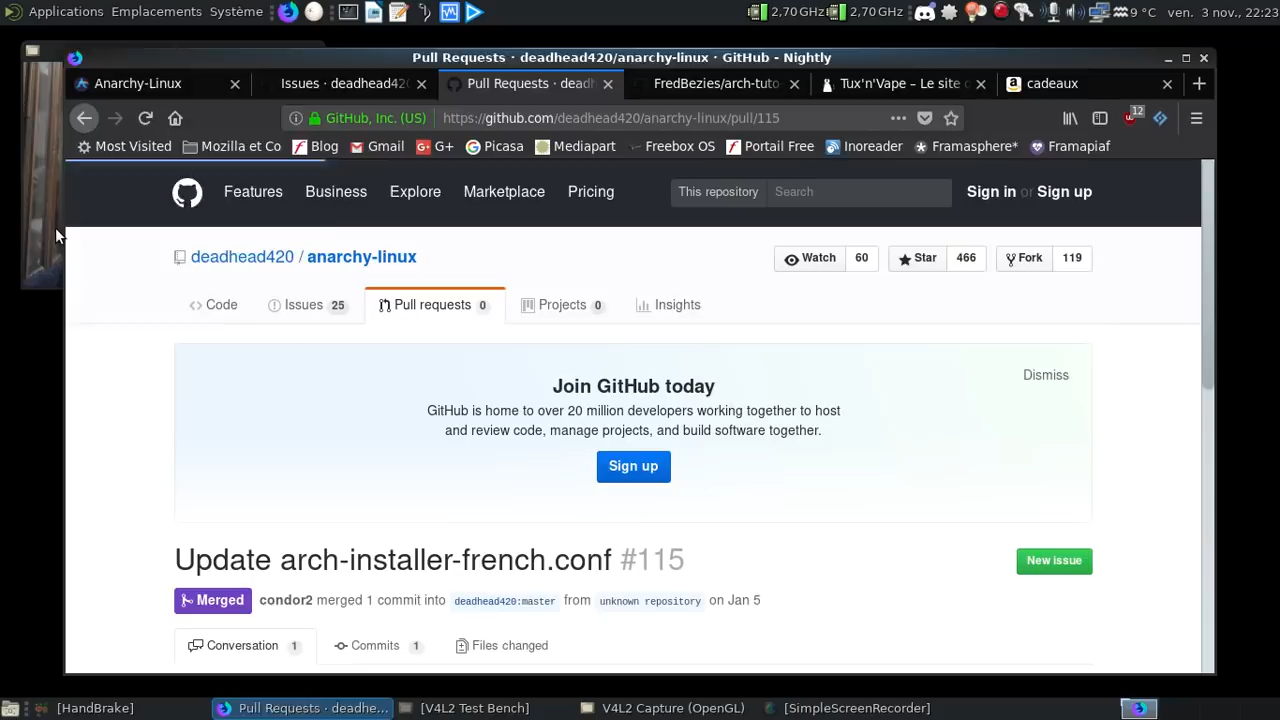 Applications Emplacements Système 2,70 GHz 2,70 GHz 9 °C ven. 3 nov., 22:23
Pull Requests · deadhead420/anarchy-linux · GitHub - Nightly
Anarchy-Linux Issues · deadhead420 Pull Requests · deadh FredBezies/arch-tuto Tux'n'Vape – Le site cadeaux
GitHub, Inc. (US) https://github.com/deadhead420/anarchy-linux/pull/115 12
Most Visited Mozilla et Co Blog Gmail G+ Picasa Mediapart Freebox OS Portail Free Inoreader Framasphere* Framapiaf
Features Business Explore Marketplace Pricing This repository Search Sign in or Sign up
deadhead420 / anarchy-linux Watch 60 Star 466 Fork 119
Code Issues 25 Pull requests 0 Projects 0 Insights
Join GitHub today
Dismiss
GitHub is home to over 20 million developers working together to host
and review code, manage projects, and build software together.
Sign up
Update arch-installer-french.conf #115
New issue
Merged condor2 merged 1 commit into deadhead420:master from unknown repository on Jan 5
Conversation 1 Commits 1 Files changed
[HandBrake] Pull Requests · deadhe... [V4L2 Test Bench] V4L2 Capture (OpenGL) [SimpleScreenRecorder]